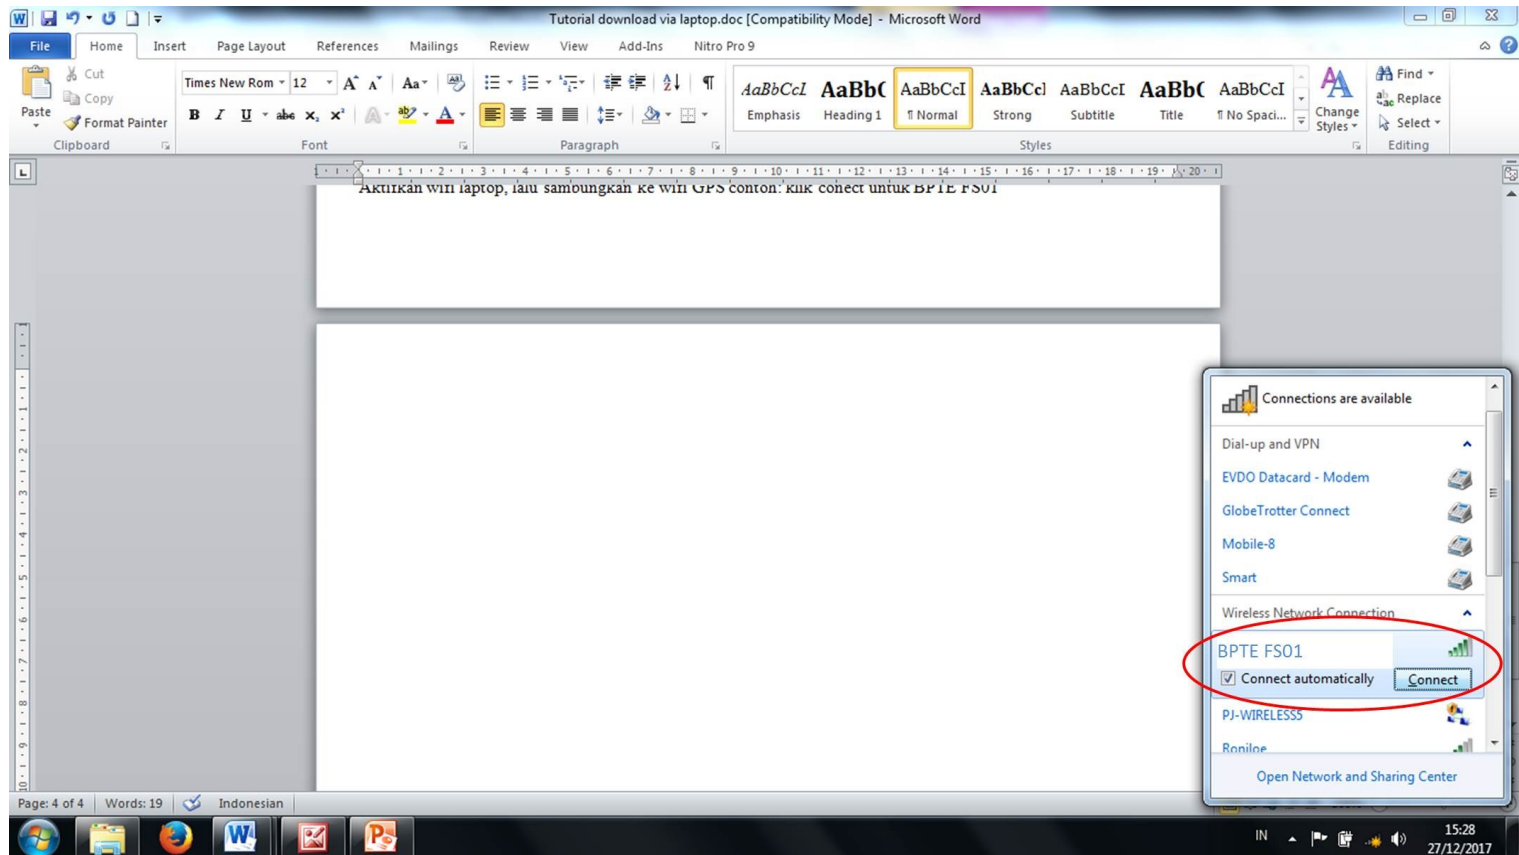 Tutorial download via laptop.doc [Compatibility Mode] - Microsoft Word
File Home Insert Page Layout References Mailings Review View Add-Ins Nitro Pro 9
Cut
Copy
Paste
Format Painter
Clipboard
Times New Rom 12
Font
Paragraph
AaBbCcI AaBb( AaBbCcI AaBbCcl AaBbCcI AaBb( AaBbCcI
Emphasis Heading 1 ¶ Normal Strong Subtitle Title ¶ No Spaci...
Change
Styles
Styles
Find
Replace
Select
Editing
Aktifkan wifi laptop, lalu sambungkan ke wifi GPS contoh: klik conect untuk BPTE FS01
Connections are available
Dial-up and VPN
EVDO Datacard - Modem
GlobeTrotter Connect
Mobile-8
Smart
Wireless Network Connection
BPTE FS01
Connect automatically Connect
PJ-WIRELESS5
Open Network and Sharing Center
Page: 4 of 4 Words: 19 Indonesian
IN
15:28
27/12/2017